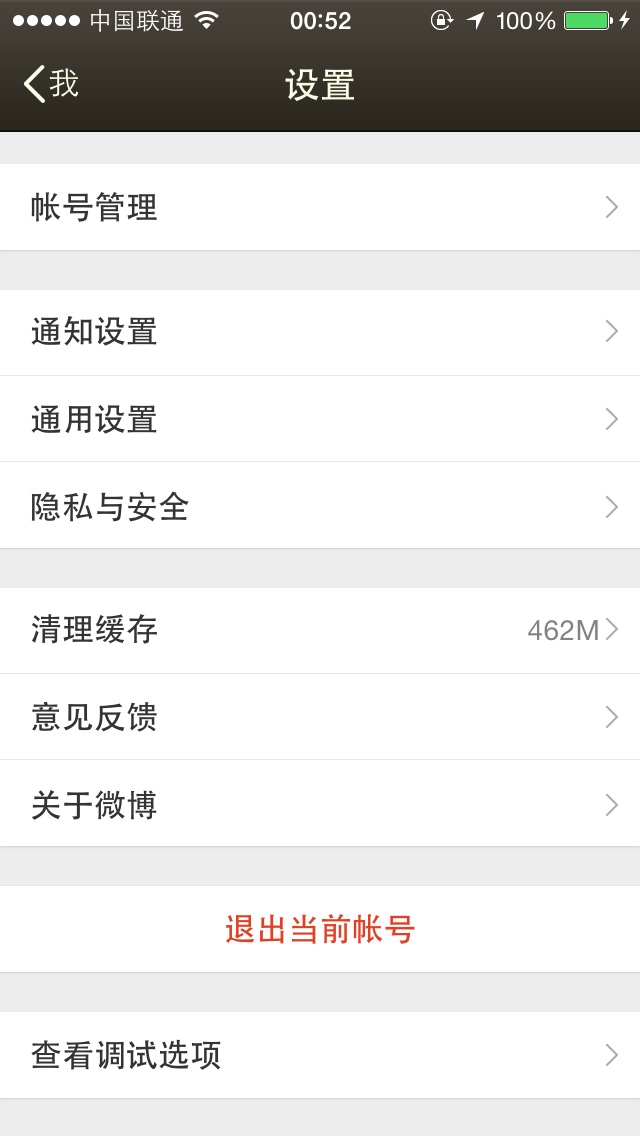 中国联通 00:52 100%
我 设置
帐号管理
通知设置
通用设置
隐私与安全
清理缓存 462M
意见反馈
关于微博
退出当前帐号
查看调试选项